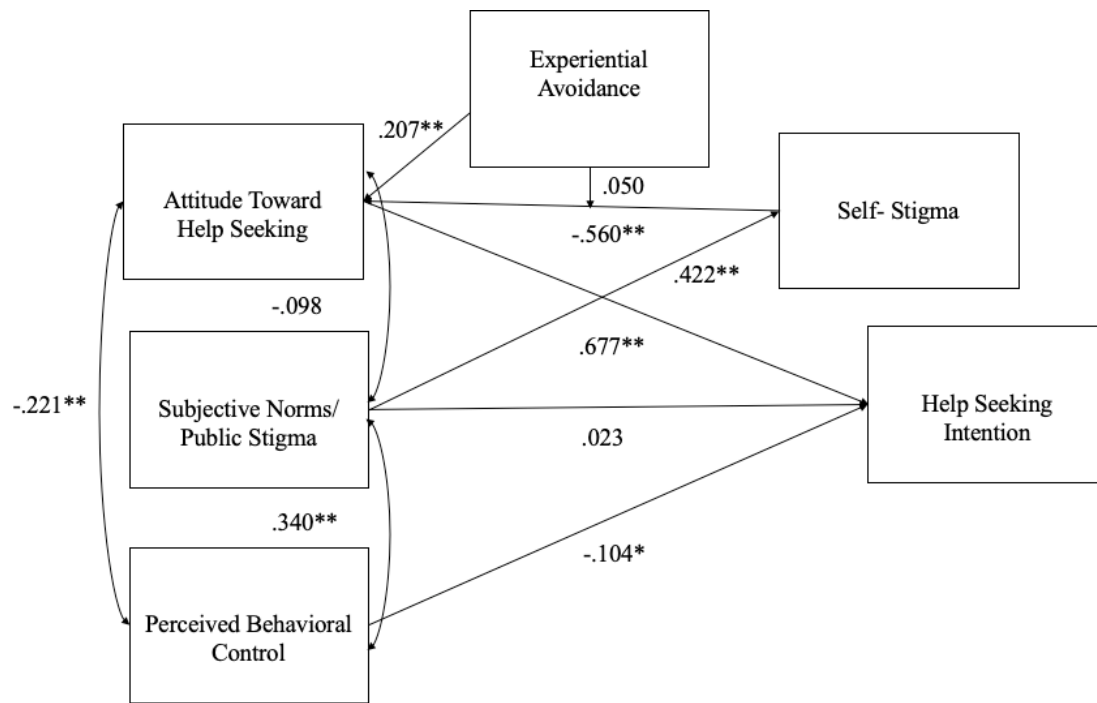 Experiential
Avoidance
.207**
Attitude Toward
Help Seeking
.050
Self- Stigma
-.560**
.422**
-.098
.677**
-.221**
Subjective Norms/
Public Stigma
Help Seeking
Intention
.023
.340**
-.104*
Perceived Behavioral
Control